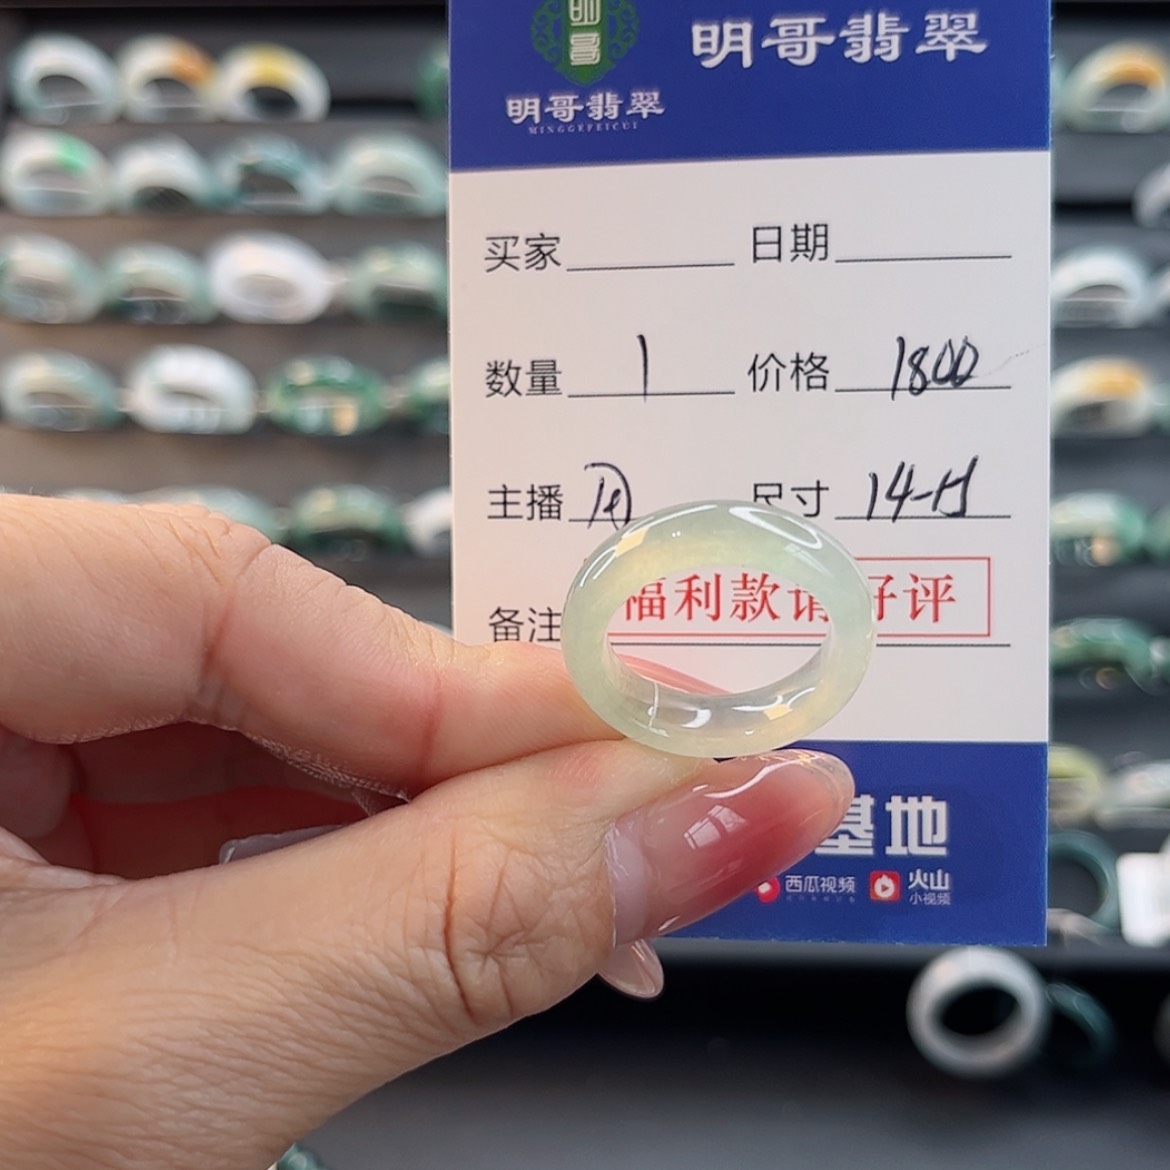 明哥翡翠
明哥翡翠
MINGGEFEICUI
买家 日期
数量 1 价格 1800
主播 尺寸 14-
备注 福利款请好评
基地
西瓜视频 火山
小视频